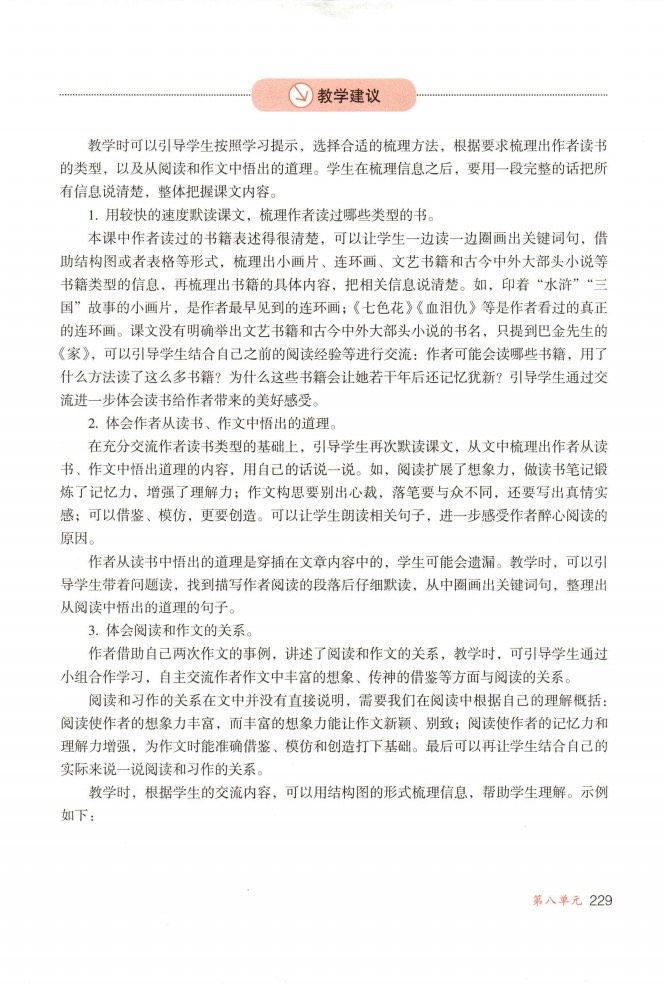 教学建议
教学时可以引导学生按照学习提示，选择合适的梳理方法，根据要求梳理出作者读书
的类型，以及从阅读和作文中悟出的道理。学生在梳理信息之后，要用一段完整的话把所
有信息说清楚，整体把握课文内容。
1. 用较快的速度默读课文，梳理作者读过哪些类型的书。
本课中作者读过的书籍表述得很清楚，可以让学生一边读一边圈画出关键词句，借
助结构图或者表格等形式，梳理出小画片、连环画、文艺书籍和古今中外大部头小说等
书籍类型的信息，再梳理出书籍的具体内容，把相关信息说清楚。如，印着“水浒”“三
国”故事的小画片，是作者最早见到的连环画；《七色花》《血泪仇》等是作者看过的真正
的连环画。课文没有明确举出文艺书籍和古今中外大部头小说的书名，只提到巴金先生的
《家》，可以引导学生结合自己之前的阅读经验等进行交流：作者可能会读哪些书籍，用了
什么方法读了这么多书籍？为什么这些书籍会让她若干年后还记忆犹新？引导学生通过交
流进一步体会读书给作者带来的美好感受。
2. 体会作者从读书、作文中悟出的道理。
在充分交流作者读书类型的基础上，引导学生再次默读课文，从文中梳理出作者从读
书、作文中悟出道理的内容，用自己的话说一说。如，阅读扩展了想象力，做读书笔记锻
炼了记忆力，增强了理解力；作文构思要别出心裁，落笔要与众不同，还要写出真情实
感；可以借鉴、模仿，更要创造。可以让学生朗读相关句子，进一步感受作者醉心阅读的
原因。
作者从读书中悟出的道理是穿插在文章内容中的，学生可能会遗漏。教学时，可以引
导学生带着问题读，找到描写作者阅读的段落后仔细默读，从中圈画出关键词句，整理出
从阅读中悟出的道理的句子。
3. 体会阅读和作文的关系。
作者借助自己两次作文的事例，讲述了阅读和作文的关系，教学时，可引导学生通过
小组合作学习，自主交流作者作文中丰富的想象、传神的借鉴等方面与阅读的关系。
阅读和习作的关系在文中并没有直接说明，需要我们在阅读中根据自己的理解概括：
阅读使作者的想象力丰富，而丰富的想象力能让作文新颖、别致；阅读使作者的记忆力和
理解力增强，为作文时能准确借鉴、模仿和创造打下基础。最后可以再让学生结合自己的
实际来说一说阅读和习作的关系。
教学时，根据学生的交流内容，可以用结构图的形式梳理信息，帮助学生理解。示例
如下：
第八单元 229